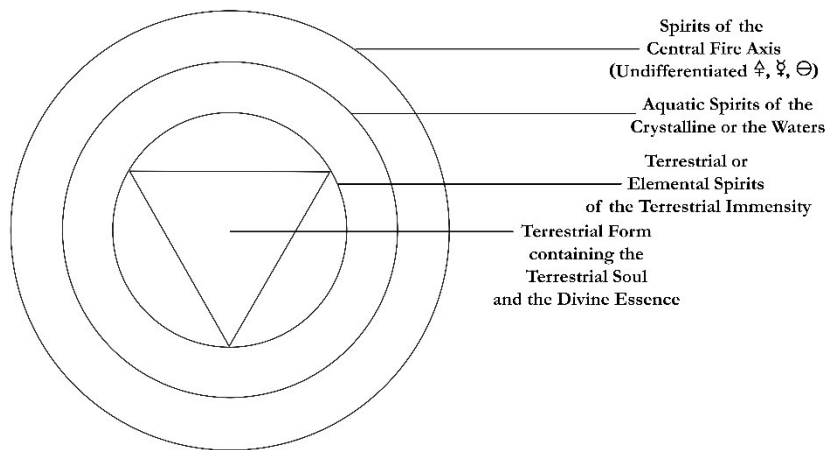 Spirits of the
Central Fire Axis
(Undifferentiated 🜍, ☿, 🜔)
Aquatic Spirits of the
Crystalline or the Waters
Terrestrial or
Elemental Spirits
of the Terrestrial Immensity
Terrestrial Form
containing the
Terrestrial Soul
and the Divine Essence